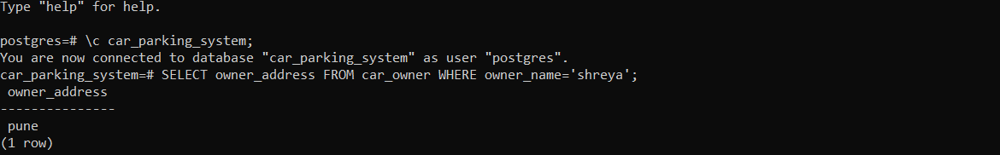 Type "help" for help.
postgres=# \c car_parking_system;
You are now connected to database "car_parking_system" as user "postgres".
car_parking_system=# SELECT owner_address FROM car_owner WHERE owner_name='shreya';
owner_address
---------------
pune
(1 row)